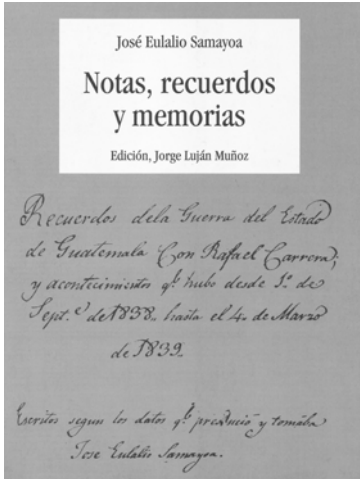 José Eulalio Samayoa
Notas, recuerdos
y memorias
Edición, Jorge Luján Muñoz
Recuerdos dela Guerra del Estado
de Guatemala Con Rafael Carrera;
y acontecimientos q.e hubo desde 1.o de
Sept.e de 1838. hasta el 4. de Marzo
de 1839.
Escritos segun los datos q.e preció y tomaba
Jose Eulalio Samayoa.